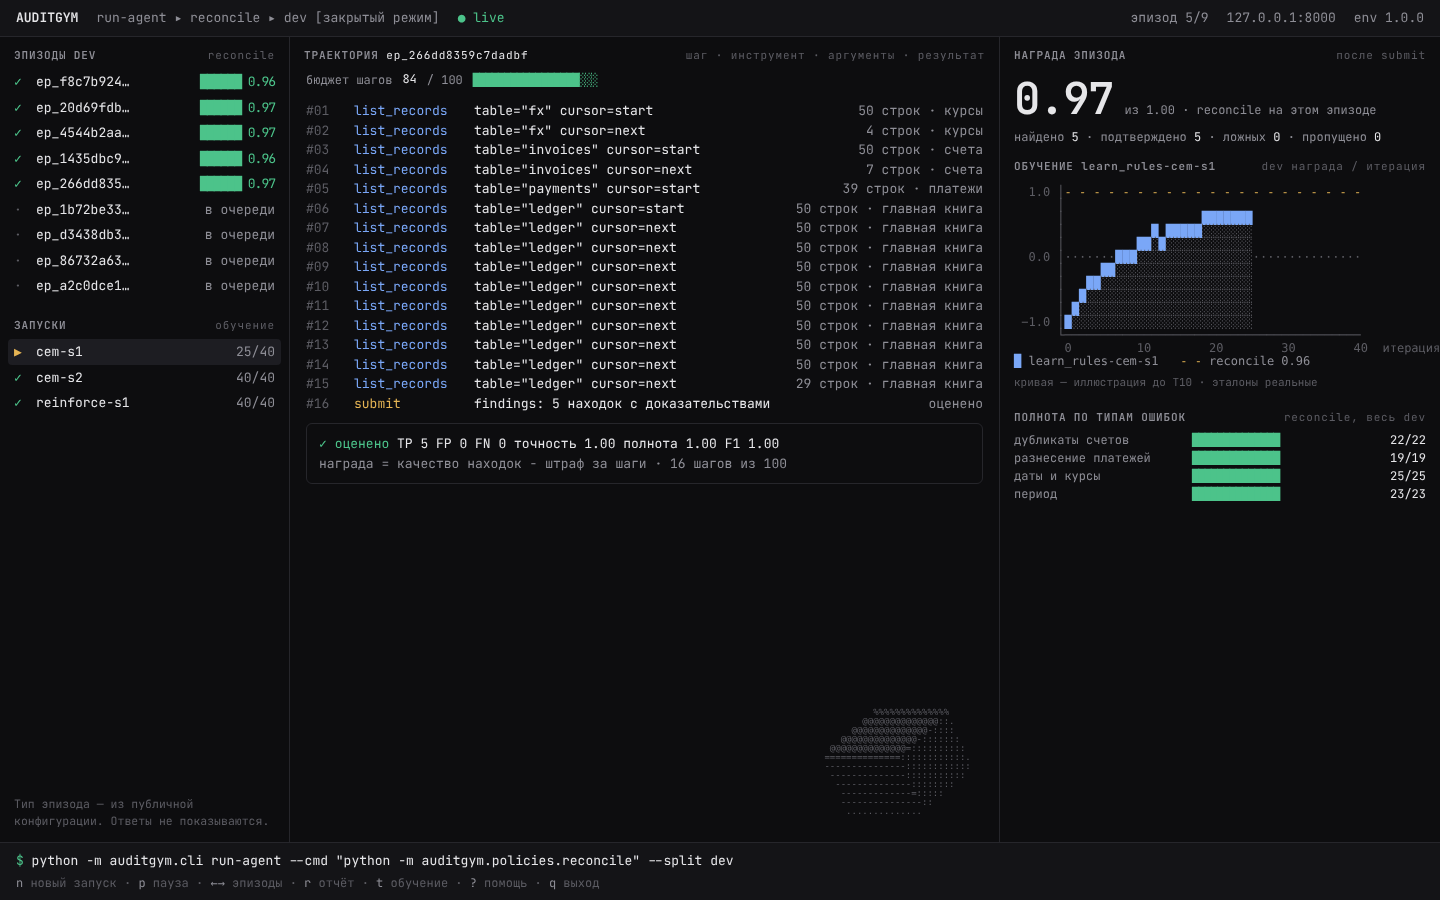 AUDITGYM run-agent ▸ reconcile ▸ dev [закрытый режим] ● live эпизод 5/9 127.0.0.1:8000 env 1.0.0
ЭПИЗОДЫ DEV reconcile
✓ ep_f8c7b924… 0.96
✓ ep_20d69fdb… 0.97
✓ ep_4544b2aa… 0.97
✓ ep_1435dbc9… 0.96
✓ ep_266dd835… 0.97
· ep_1b72be33… в очереди
· ep_d3438db3… в очереди
· ep_86732a63… в очереди
· ep_a2c0dce1… в очереди
ЗАПУСКИ обучение
▶ cem-s1 25/40
✓ cem-s2 40/40
✓ reinforce-s1 40/40
Тип эпизода — из публичной
конфигурации. Ответы не показываются.
ТРАЕКТОРИЯ ep_266dd8359c7dadbf шаг · инструмент · аргументы · результат
бюджет шагов 84 / 100
#01 list_records table="fx" cursor=start 50 строк · курсы
#02 list_records table="fx" cursor=next 4 строк · курсы
#03 list_records table="invoices" cursor=start 50 строк · счета
#04 list_records table="invoices" cursor=next 7 строк · счета
#05 list_records table="payments" cursor=start 39 строк · платежи
#06 list_records table="ledger" cursor=start 50 строк · главная книга
#07 list_records table="ledger" cursor=next 50 строк · главная книга
#08 list_records table="ledger" cursor=next 50 строк · главная книга
#09 list_records table="ledger" cursor=next 50 строк · главная книга
#10 list_records table="ledger" cursor=next 50 строк · главная книга
#11 list_records table="ledger" cursor=next 50 строк · главная книга
#12 list_records table="ledger" cursor=next 50 строк · главная книга
#13 list_records table="ledger" cursor=next 50 строк · главная книга
#14 list_records table="ledger" cursor=next 50 строк · главная книга
#15 list_records table="ledger" cursor=next 29 строк · главная книга
#16 submit findings: 5 находок с доказательствами оценено
✓ оценено TP 5 FP 0 FN 0 точность 1.00 полнота 1.00 F1 1.00
награда = качество находок - штраф за шаги · 16 шагов из 100
НАГРАДА ЭПИЗОДА после submit
0.97 из 1.00 · reconcile на этом эпизоде
найдено 5 · подтверждено 5 · ложных 0 · пропущено 0
ОБУЧЕНИЕ learn_rules-cem-s1 dev награда / итерация
1.0
0.0
−1.0
0 10 20 30 40 итерация
learn_rules-cem-s1 - - reconcile 0.96
кривая — иллюстрация до T10 · эталоны реальные
ПОЛНОТА ПО ТИПАМ ОШИБОК reconcile, весь dev
дубликаты счетов 22/22
разнесение платежей 19/19
даты и курсы 25/25
период 23/23
$ python -m auditgym.cli run-agent --cmd "python -m auditgym.policies.reconcile" --split dev
n новый запуск · p пауза · ←→ эпизоды · r отчёт · t обучение · ? помощь · q выход